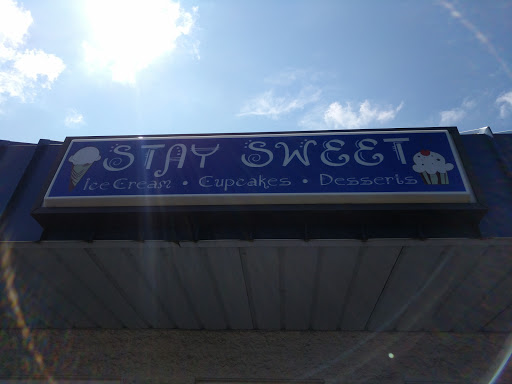 STAY SWEET
Ice Cream • Cupcakes • Desserts